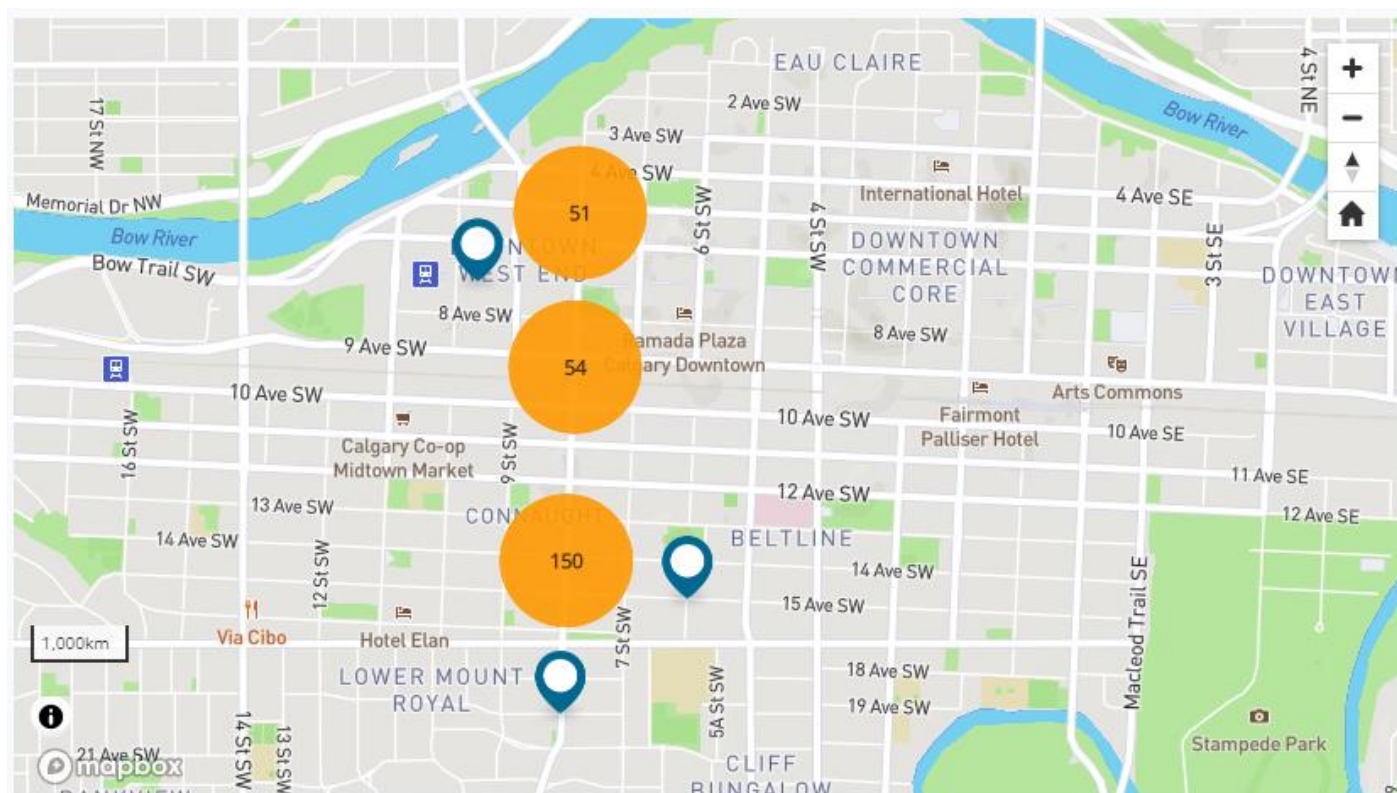 EAU CLAIRE
4 St NE
17 St NW
2 Ave SW
Bow River
3 Ave SW
4 Ave SW
International Hotel
4 Ave SE
Memorial Dr NW
51
6 St SW
4 St SW
3 St SE
Bow River
DOWNTOWN
WEST END
DOWNTOWN
COMMERCIAL
CORE
Bow Trail SW
DOWNTOWN
EAST
VILLAGE
8 Ave SW
8 Ave SW
9 Ave SW
Ramada Plaza
Calgary Downtown
54
10 Ave SW
Arts Commons
Fairmont
Palliser Hotel
10 Ave SW
10 Ave SE
16 St SW
Calgary Co-op
Midtown Market
9 St SW
11 Ave SE
12 Ave SW
13 Ave SW
CONNAUGHT
12 Ave SE
14 Ave SW
BELTLINE
12 St SW
150
14 Ave SW
15 Ave SW
Macleod Trail SE
Via Cibo
Hotel Elan
7 St SW
1,000km
LOWER MOUNT
ROYAL
18 Ave SW
5A St SW
19 Ave SW
14 St SW
13 St SW
Stampede Park
21 Ave SW
mapbox
CLIFF
BUNGALOW
BANKVIEW